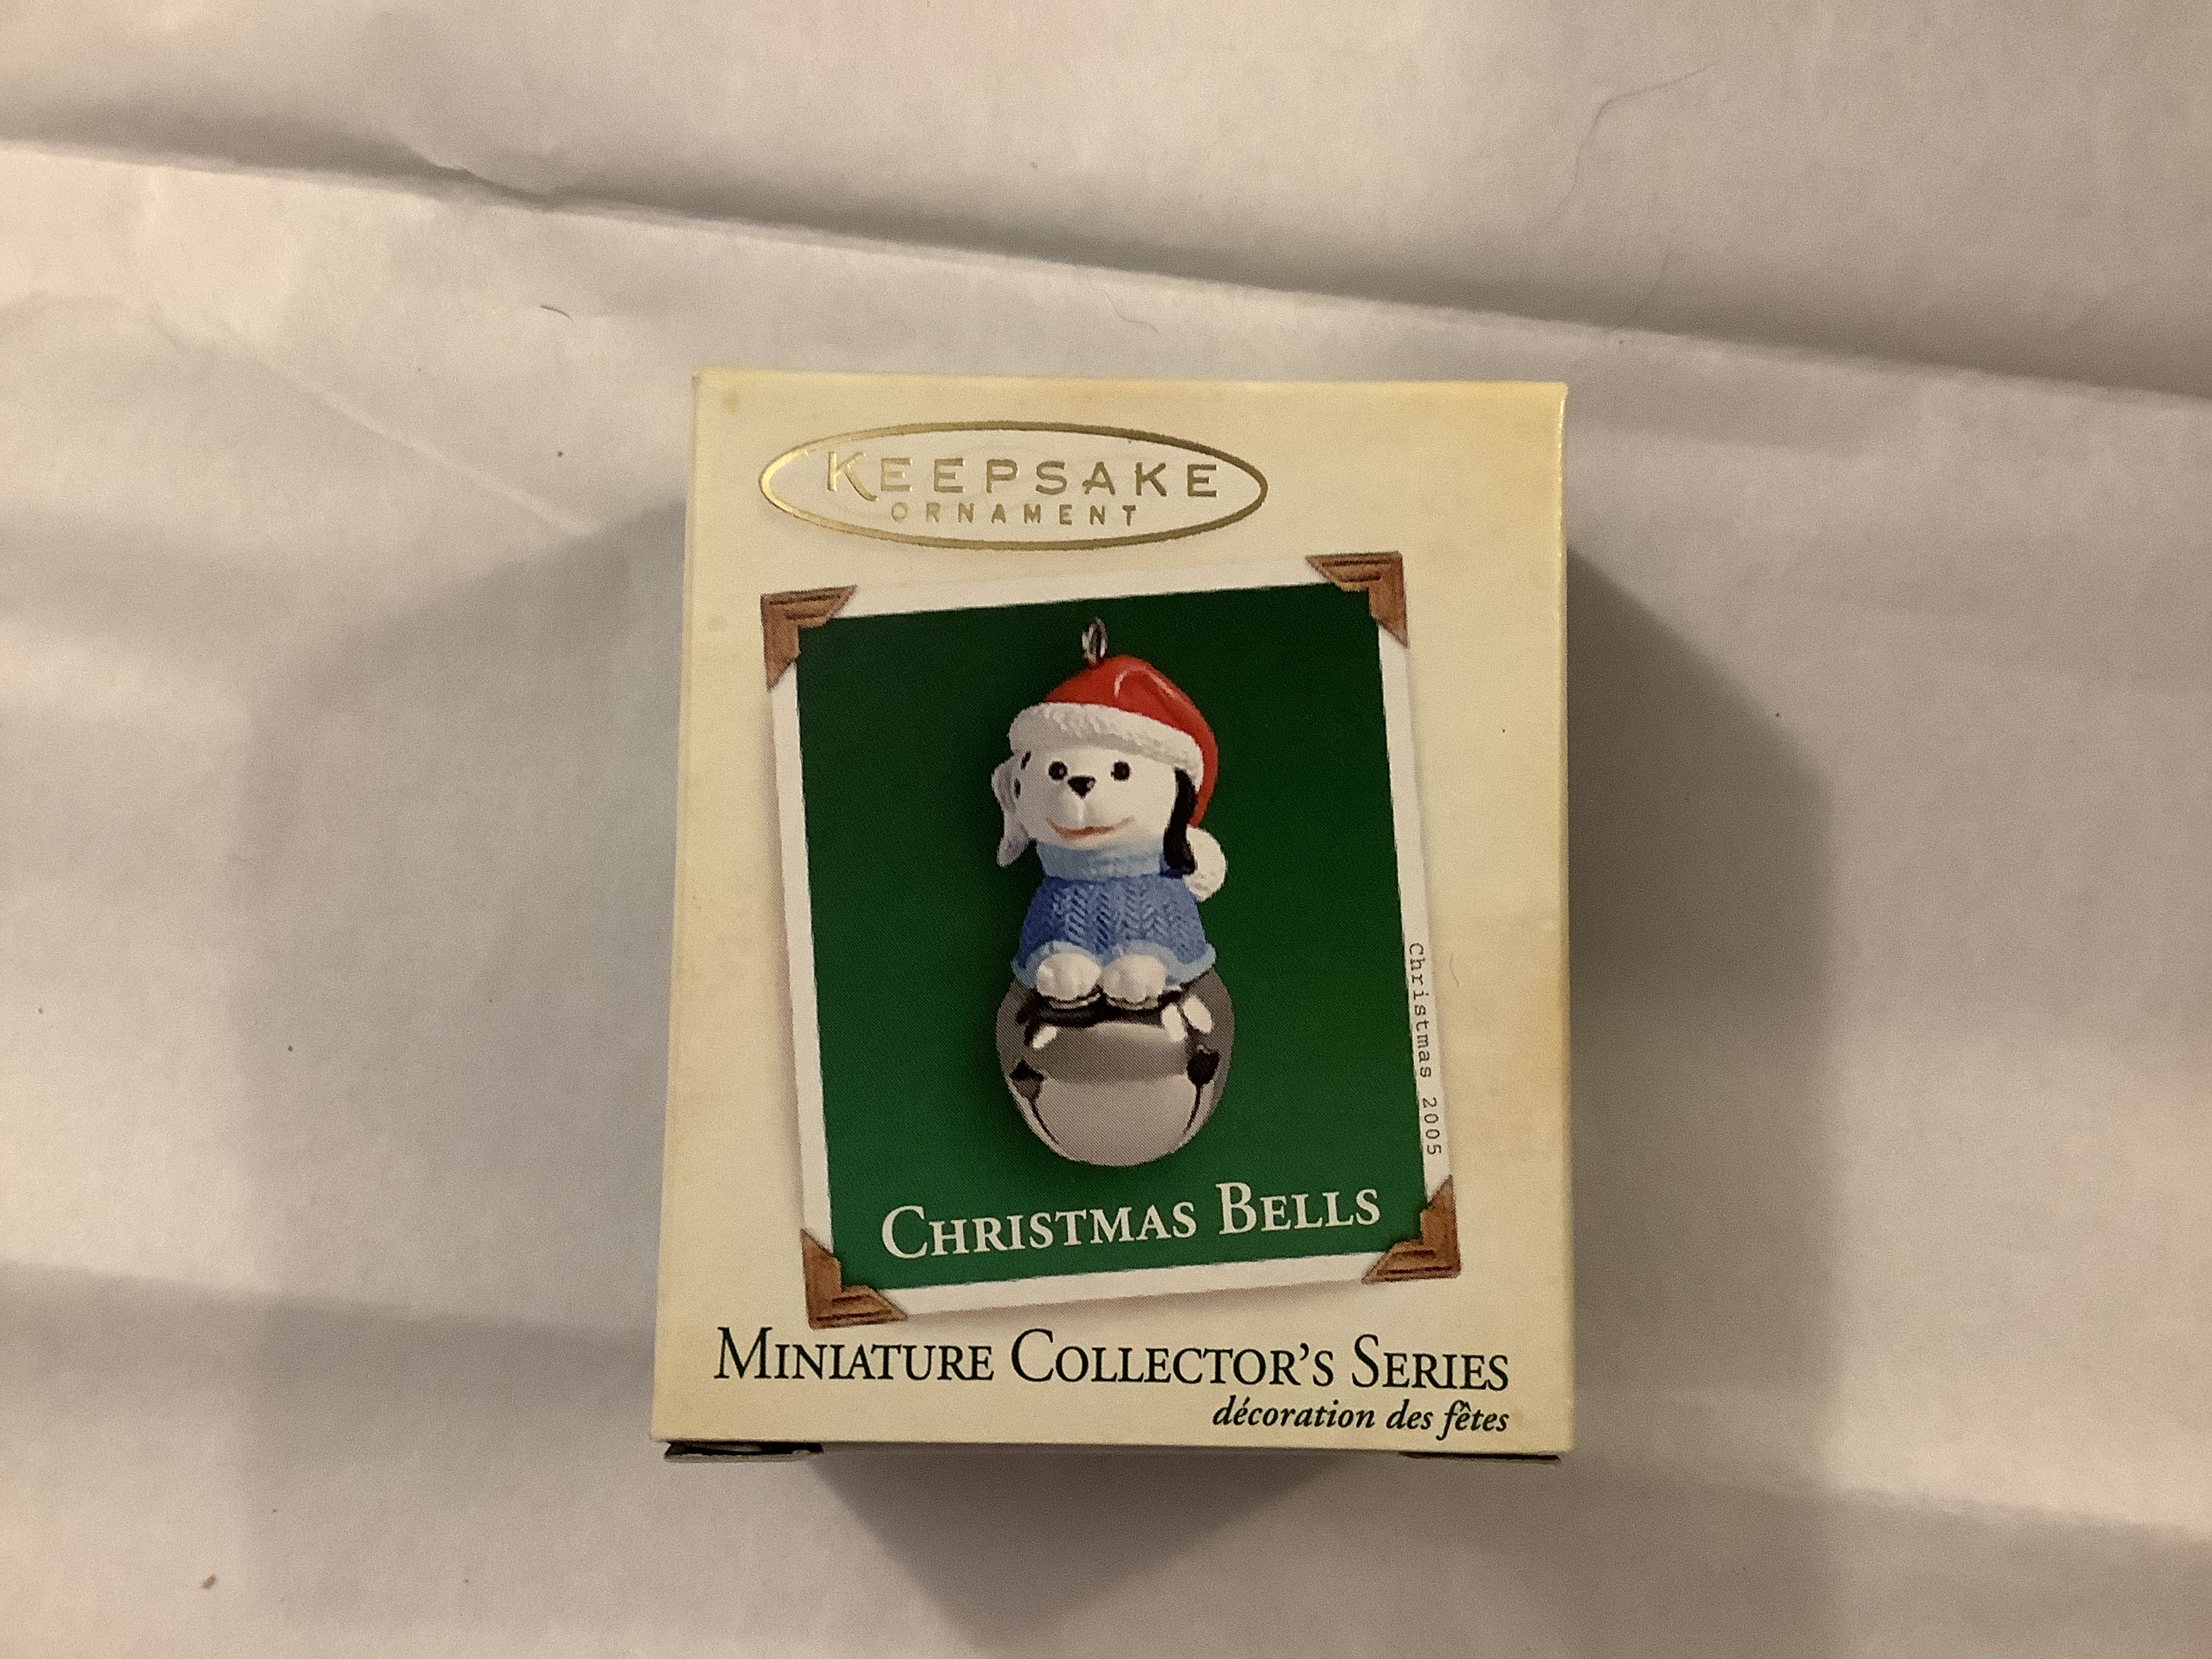 KEEPSAKE
ORNAMENT
Christmas 2005
CHRISTMAS BELLS
MINIATURE COLLECTOR'S SERIES
décoration des fêtes